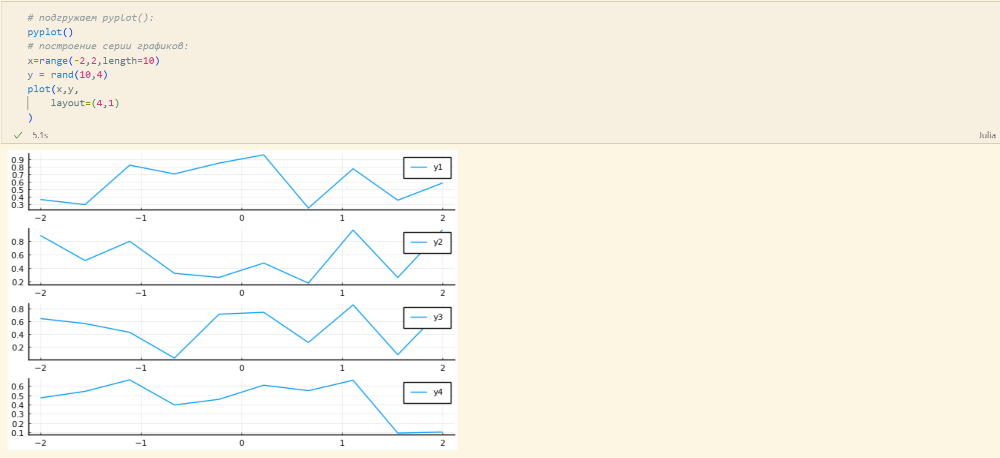 # подгружаем pyplot():
pyplot()
# построение серии графиков:
x=range(-2,2,length=10)
y = rand(10,4)
plot(x,y,
    layout=(4,1)
)
5.1s
Julia
0.9
0.8
0.7
0.6
0.5
0.4
0.3
y1
−2 −1 0 1 2
0.8
0.6
0.4
0.2
y2
−2 −1 0 1 2
0.8
0.6
0.4
0.2
y3
−2 −1 0 1 2
0.6
0.5
0.4
0.3
0.2
0.1
y4
−2 −1 0 1 2